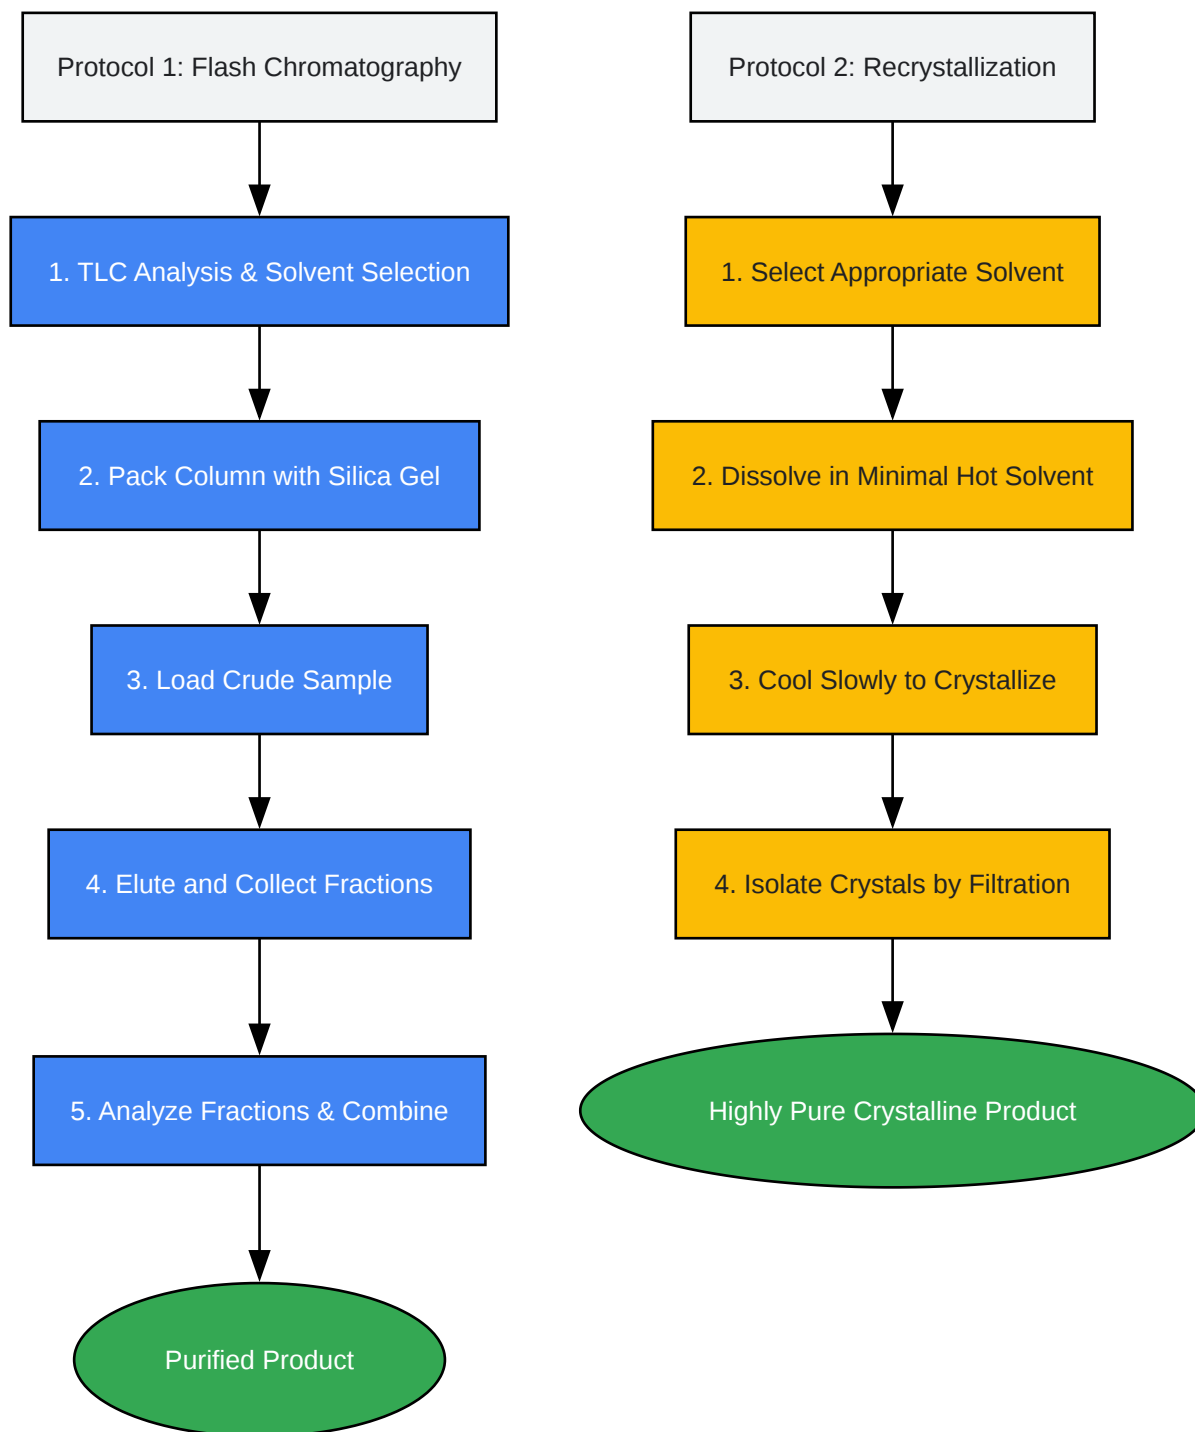 Protocol 1: Flash Chromatography
1. TLC Analysis & Solvent Selection
2. Pack Column with Silica Gel
3. Load Crude Sample
4. Elute and Collect Fractions
5. Analyze Fractions & Combine
Purified Product
Protocol 2: Recrystallization
1. Select Appropriate Solvent
2. Dissolve in Minimal Hot Solvent
3. Cool Slowly to Crystallize
4. Isolate Crystals by Filtration
Highly Pure Crystalline Product